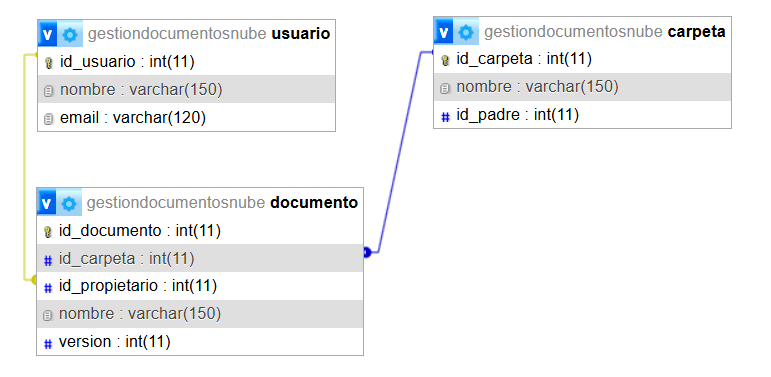 gestiondocumentosnube usuario
id_usuario : int(11)
nombre : varchar(150)
email : varchar(120)
gestiondocumentosnube carpeta
id_carpeta : int(11)
nombre : varchar(150)
# id_padre : int(11)
gestiondocumentosnube documento
id_documento : int(11)
# id_carpeta : int(11)
# id_propietario : int(11)
nombre : varchar(150)
# version : int(11)